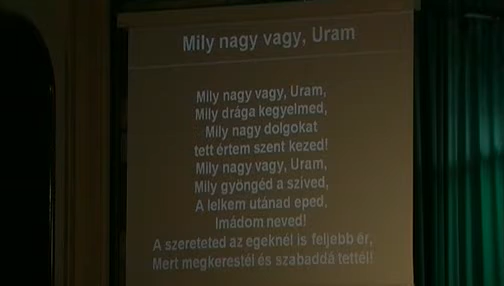 Mily nagy vagy, Uram
Mily nagy vagy, Uram,
Mily drága kegyelmed,
Mily nagy dolgokat
tett értem szent kezed!
Mily nagy vagy, Uram,
Mily gyöngéd a szíved,
A lelkem utánad eped,
Imádom neved!
A szereteted az egeknél is feljebb ér,
Mert megkerestél és szabaddá tettél!